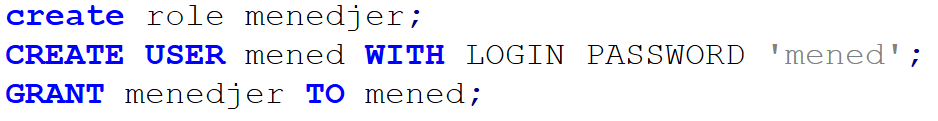 create role menedjer;
CREATE USER mened WITH LOGIN PASSWORD 'mened';
GRANT menedjer TO mened;